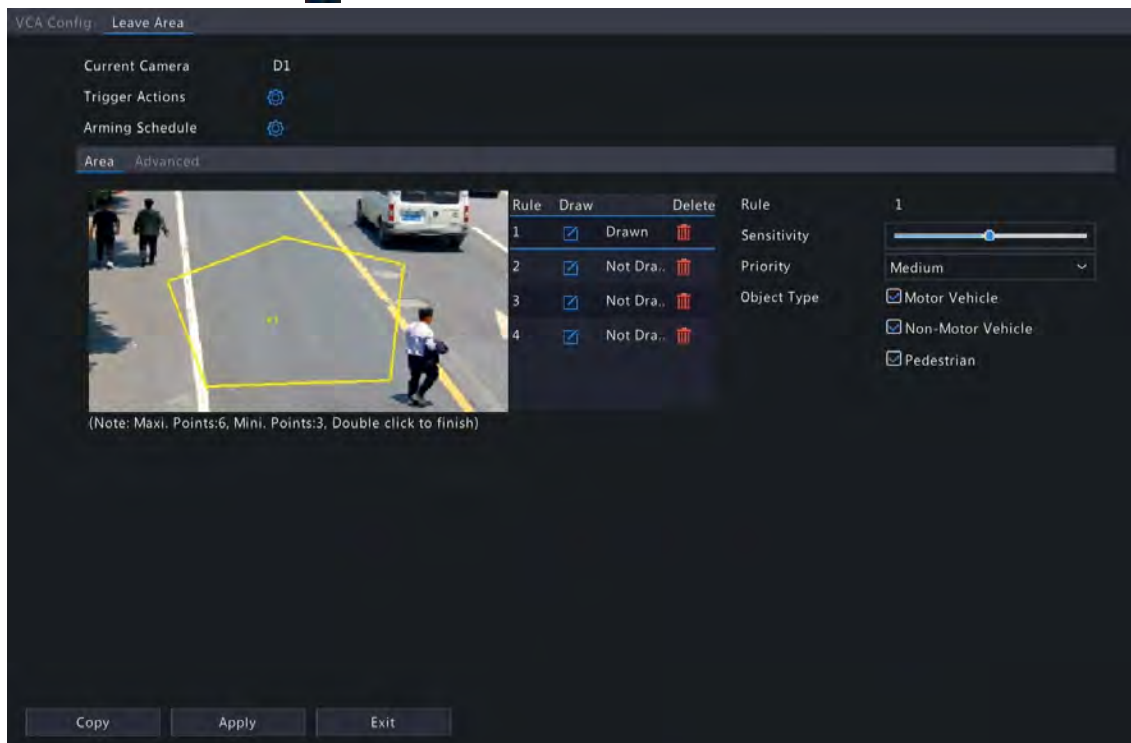 VCA Config Leave Area
Current Camera D1
Trigger Actions
Arming Schedule
Area Advanced
Rule Draw Delete
1 Drawn
2 Not Dra..
3 Not Dra..
4 Not Dra..
(Note: Maxi. Points:6, Mini. Points:3, Double click to finish)
Rule 1
Sensitivity
Priority Medium
Object Type Motor Vehicle
Non-Motor Vehicle
Pedestrian
Copy Apply Exit